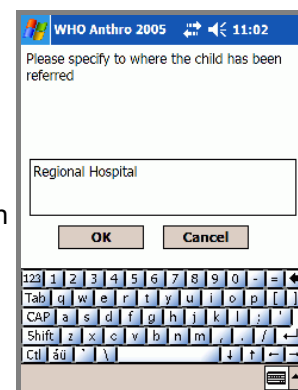 WHO Anthro 2005 11:02
Please specify to where the child has been
referred
Regional Hospital
n
OK Cancel
123 1 2 3 4 5 6 7 8 9 0 - =
Tab q w e r t y u i o p [ ]
CAP a s d f g h j k l ; '
Shift z x c v b n m , . /
Ctl áü ` \